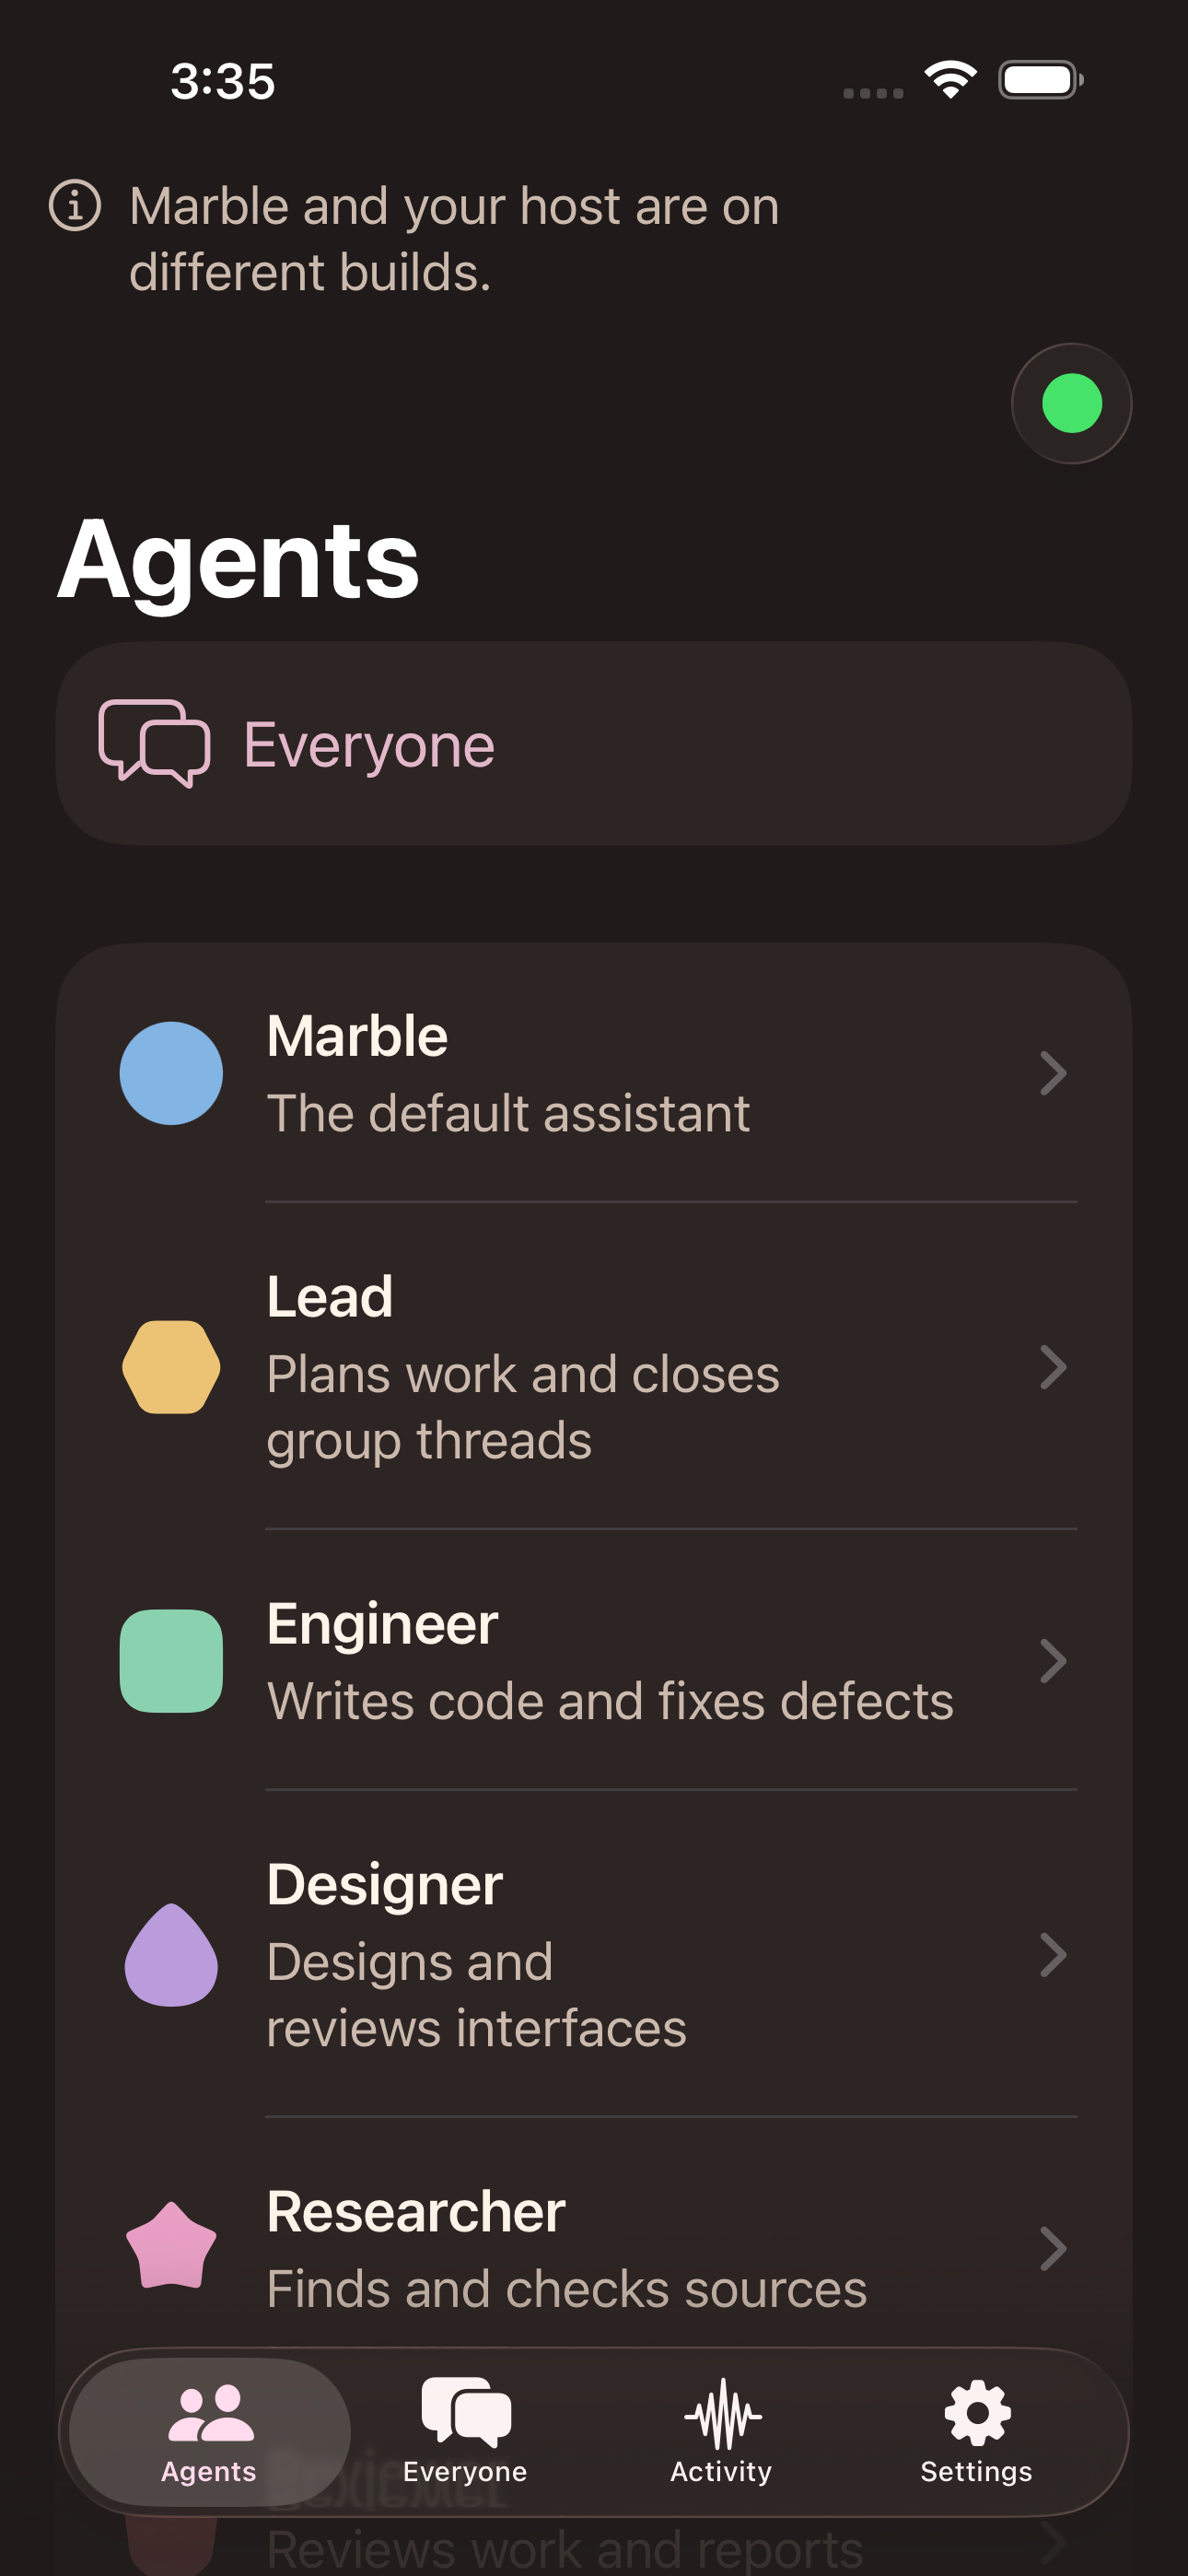 3:35
Marble and your host are on
different builds.
Agents
Everyone
Marble
The default assistant
Lead
Plans work and closes
group threads
Engineer
Writes code and fixes defects
Designer
Designs and
reviews interfaces
Researcher
Finds and checks sources
Agents
Everyone
Activity
Settings
Reviews work and reports